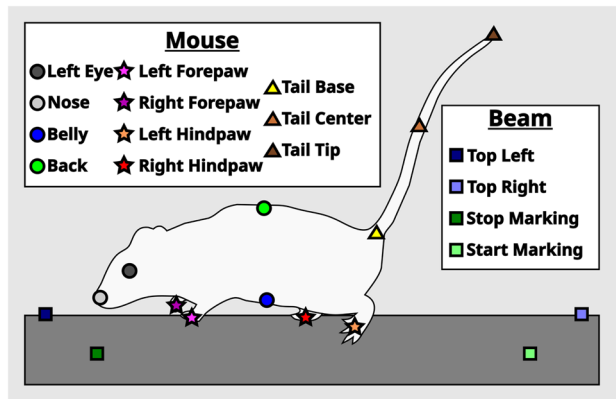 Mouse
Left Eye
Left Forepaw
Nose
Right Forepaw
Belly
Left Hindpaw
Back
Right Hindpaw
Tail Base
Tail Center
Tail Tip
Beam
Top Left
Top Right
Stop Marking
Start Marking